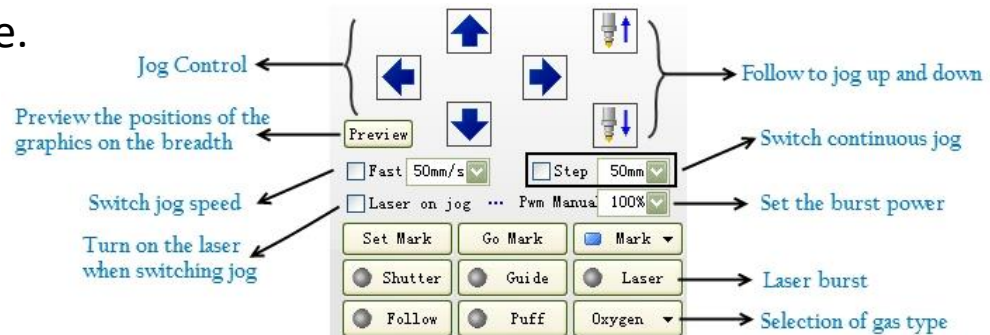 e.
Jog Control
Follow to jog up and down
Preview the positions of the
graphics on the breadth
Preview
Switch continuous jog
Fast 50mm/s
Step 50mm
Switch jog speed
Laser on jog ... Pwm Manua 100%
Set the burst power
Turn on the laser
when switching jog
Set Mark
Go Mark
Mark
Shutter
Guide
Laser
Laser burst
Follow
Puff
Oxygen
Selection of gas type